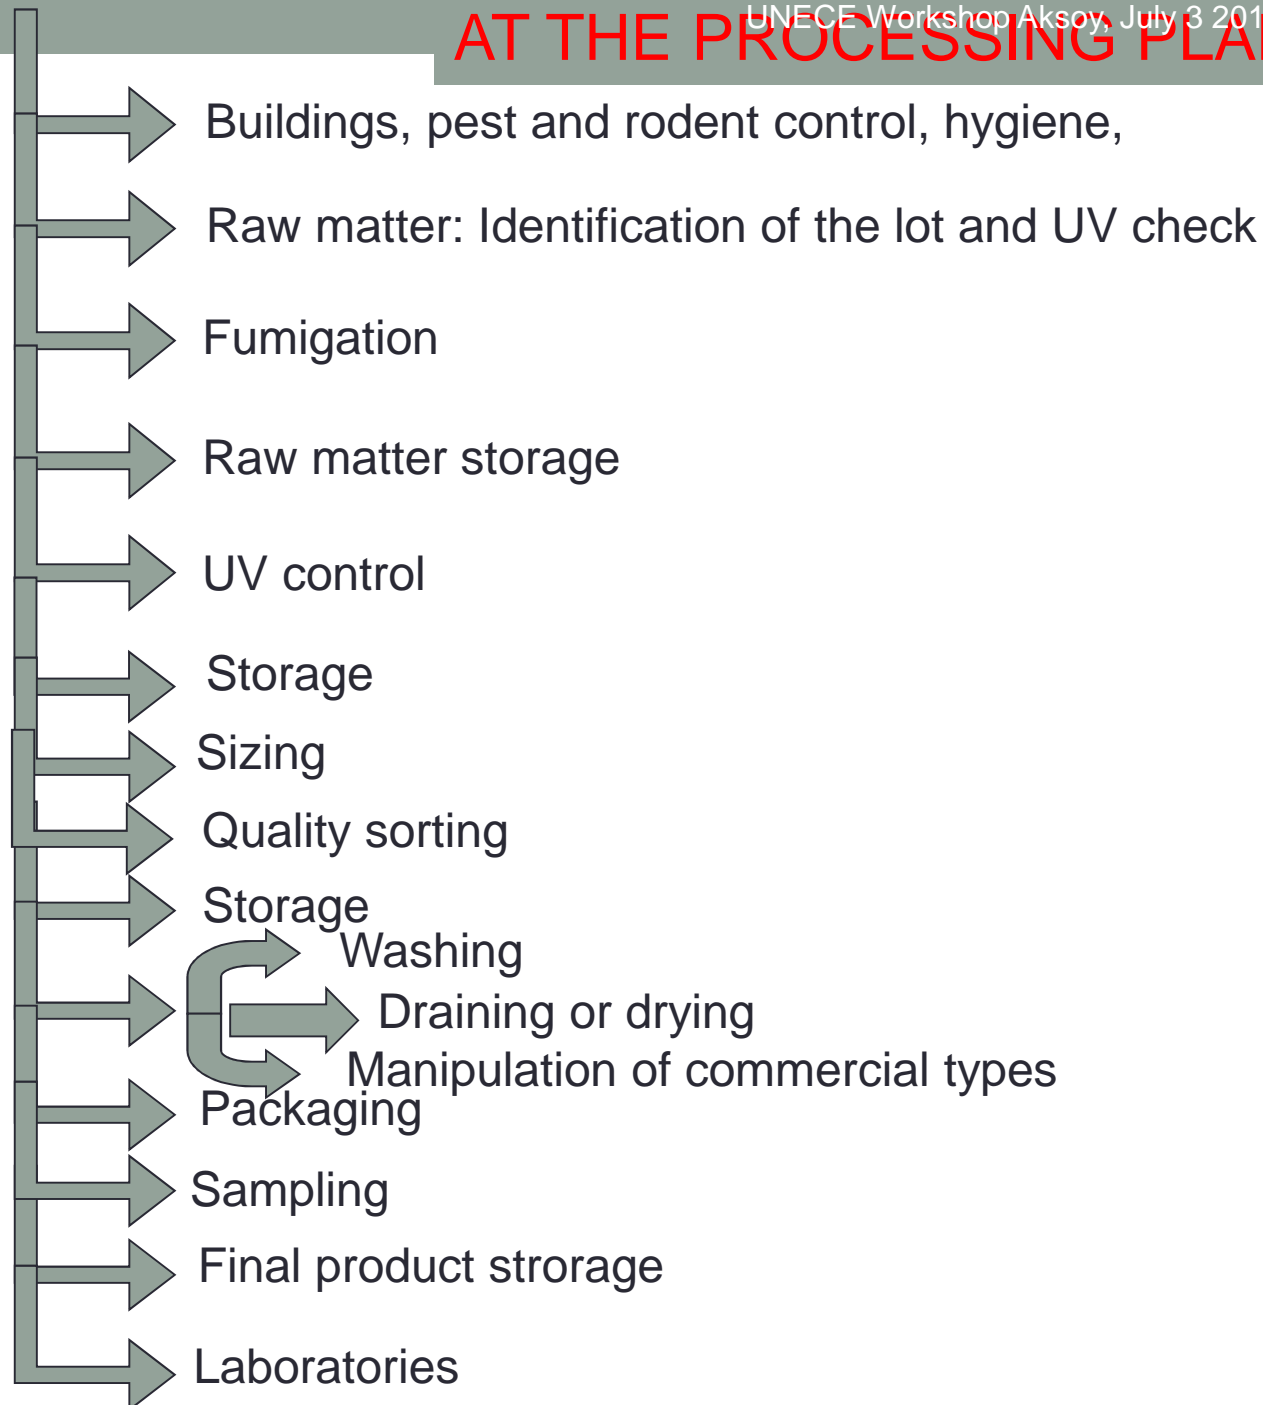 UNECE Workshop Aksoy, July 3 201
AT THE PROCESSING PLA
Buildings, pest and rodent control, hygiene,
Raw matter: Identification of the lot and UV check
Fumigation
Raw matter storage
UV control
Storage
Sizing
Quality sorting
Storage
Washing
Draining or drying
Manipulation of commercial types
Packaging
Sampling
Final product strorage
Laboratories